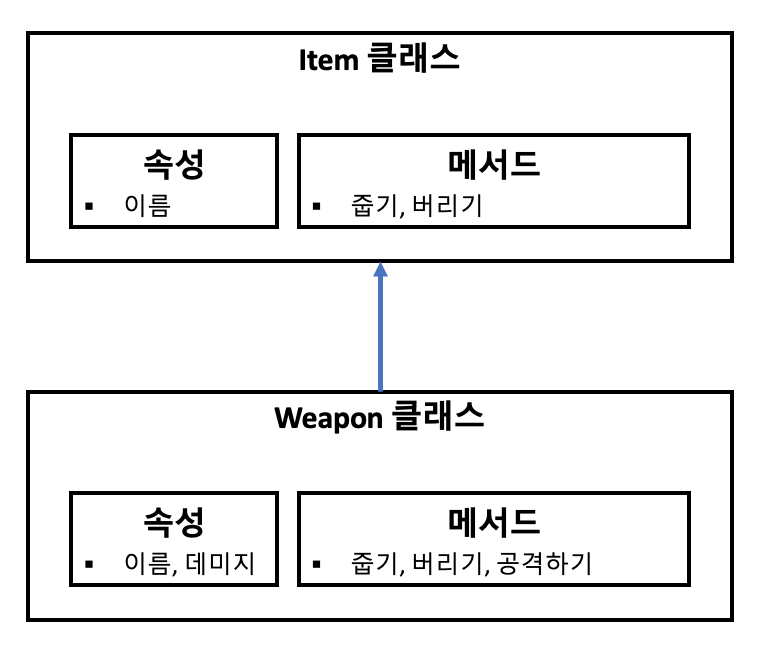 Item 클래스
속성
▪ 이름
메서드
▪ 줍기, 버리기
Weapon 클래스
속성
▪ 이름, 데미지
메서드
▪ 줍기, 버리기, 공격하기